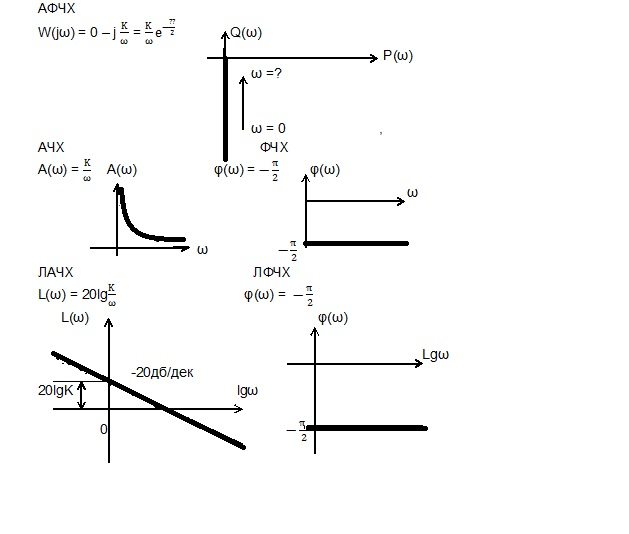 АФЧХ
W(jω) = 0 – j K/ω = K/ω e^–π/2
Q(ω)
P(ω)
ω =?
ω = 0
,
АЧХ
ФЧХ
A(ω) = K/ω
A(ω)
φ(ω) = –π/2
φ(ω)
ω
ω
–π/2
ЛАЧХ
ЛФЧХ
L(ω) = 20lg K/ω
φ(ω) = –π/2
L(ω)
φ(ω)
-20дб/дек
Lgω
20lgK
lgω
0
–π/2